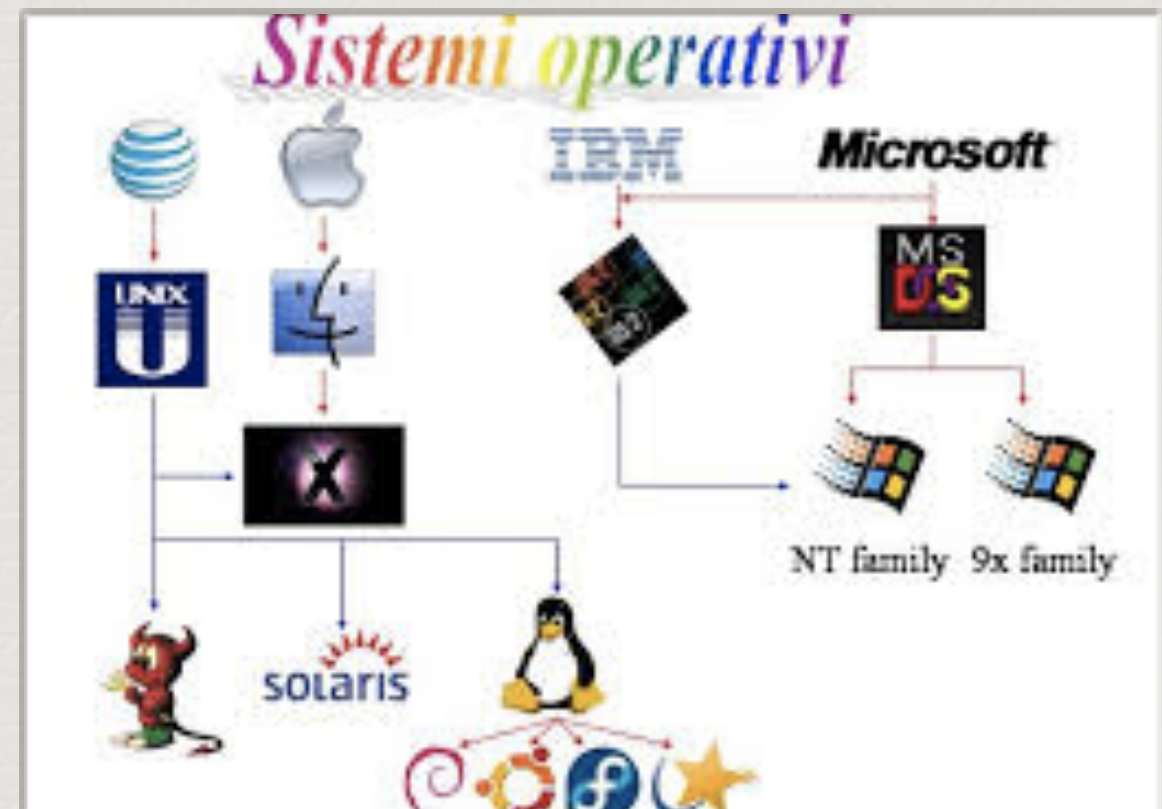 Sistemi operativi
IBM
Microsoft
UNIX
U
MS
DOS
X
NT family 9x family
solaris